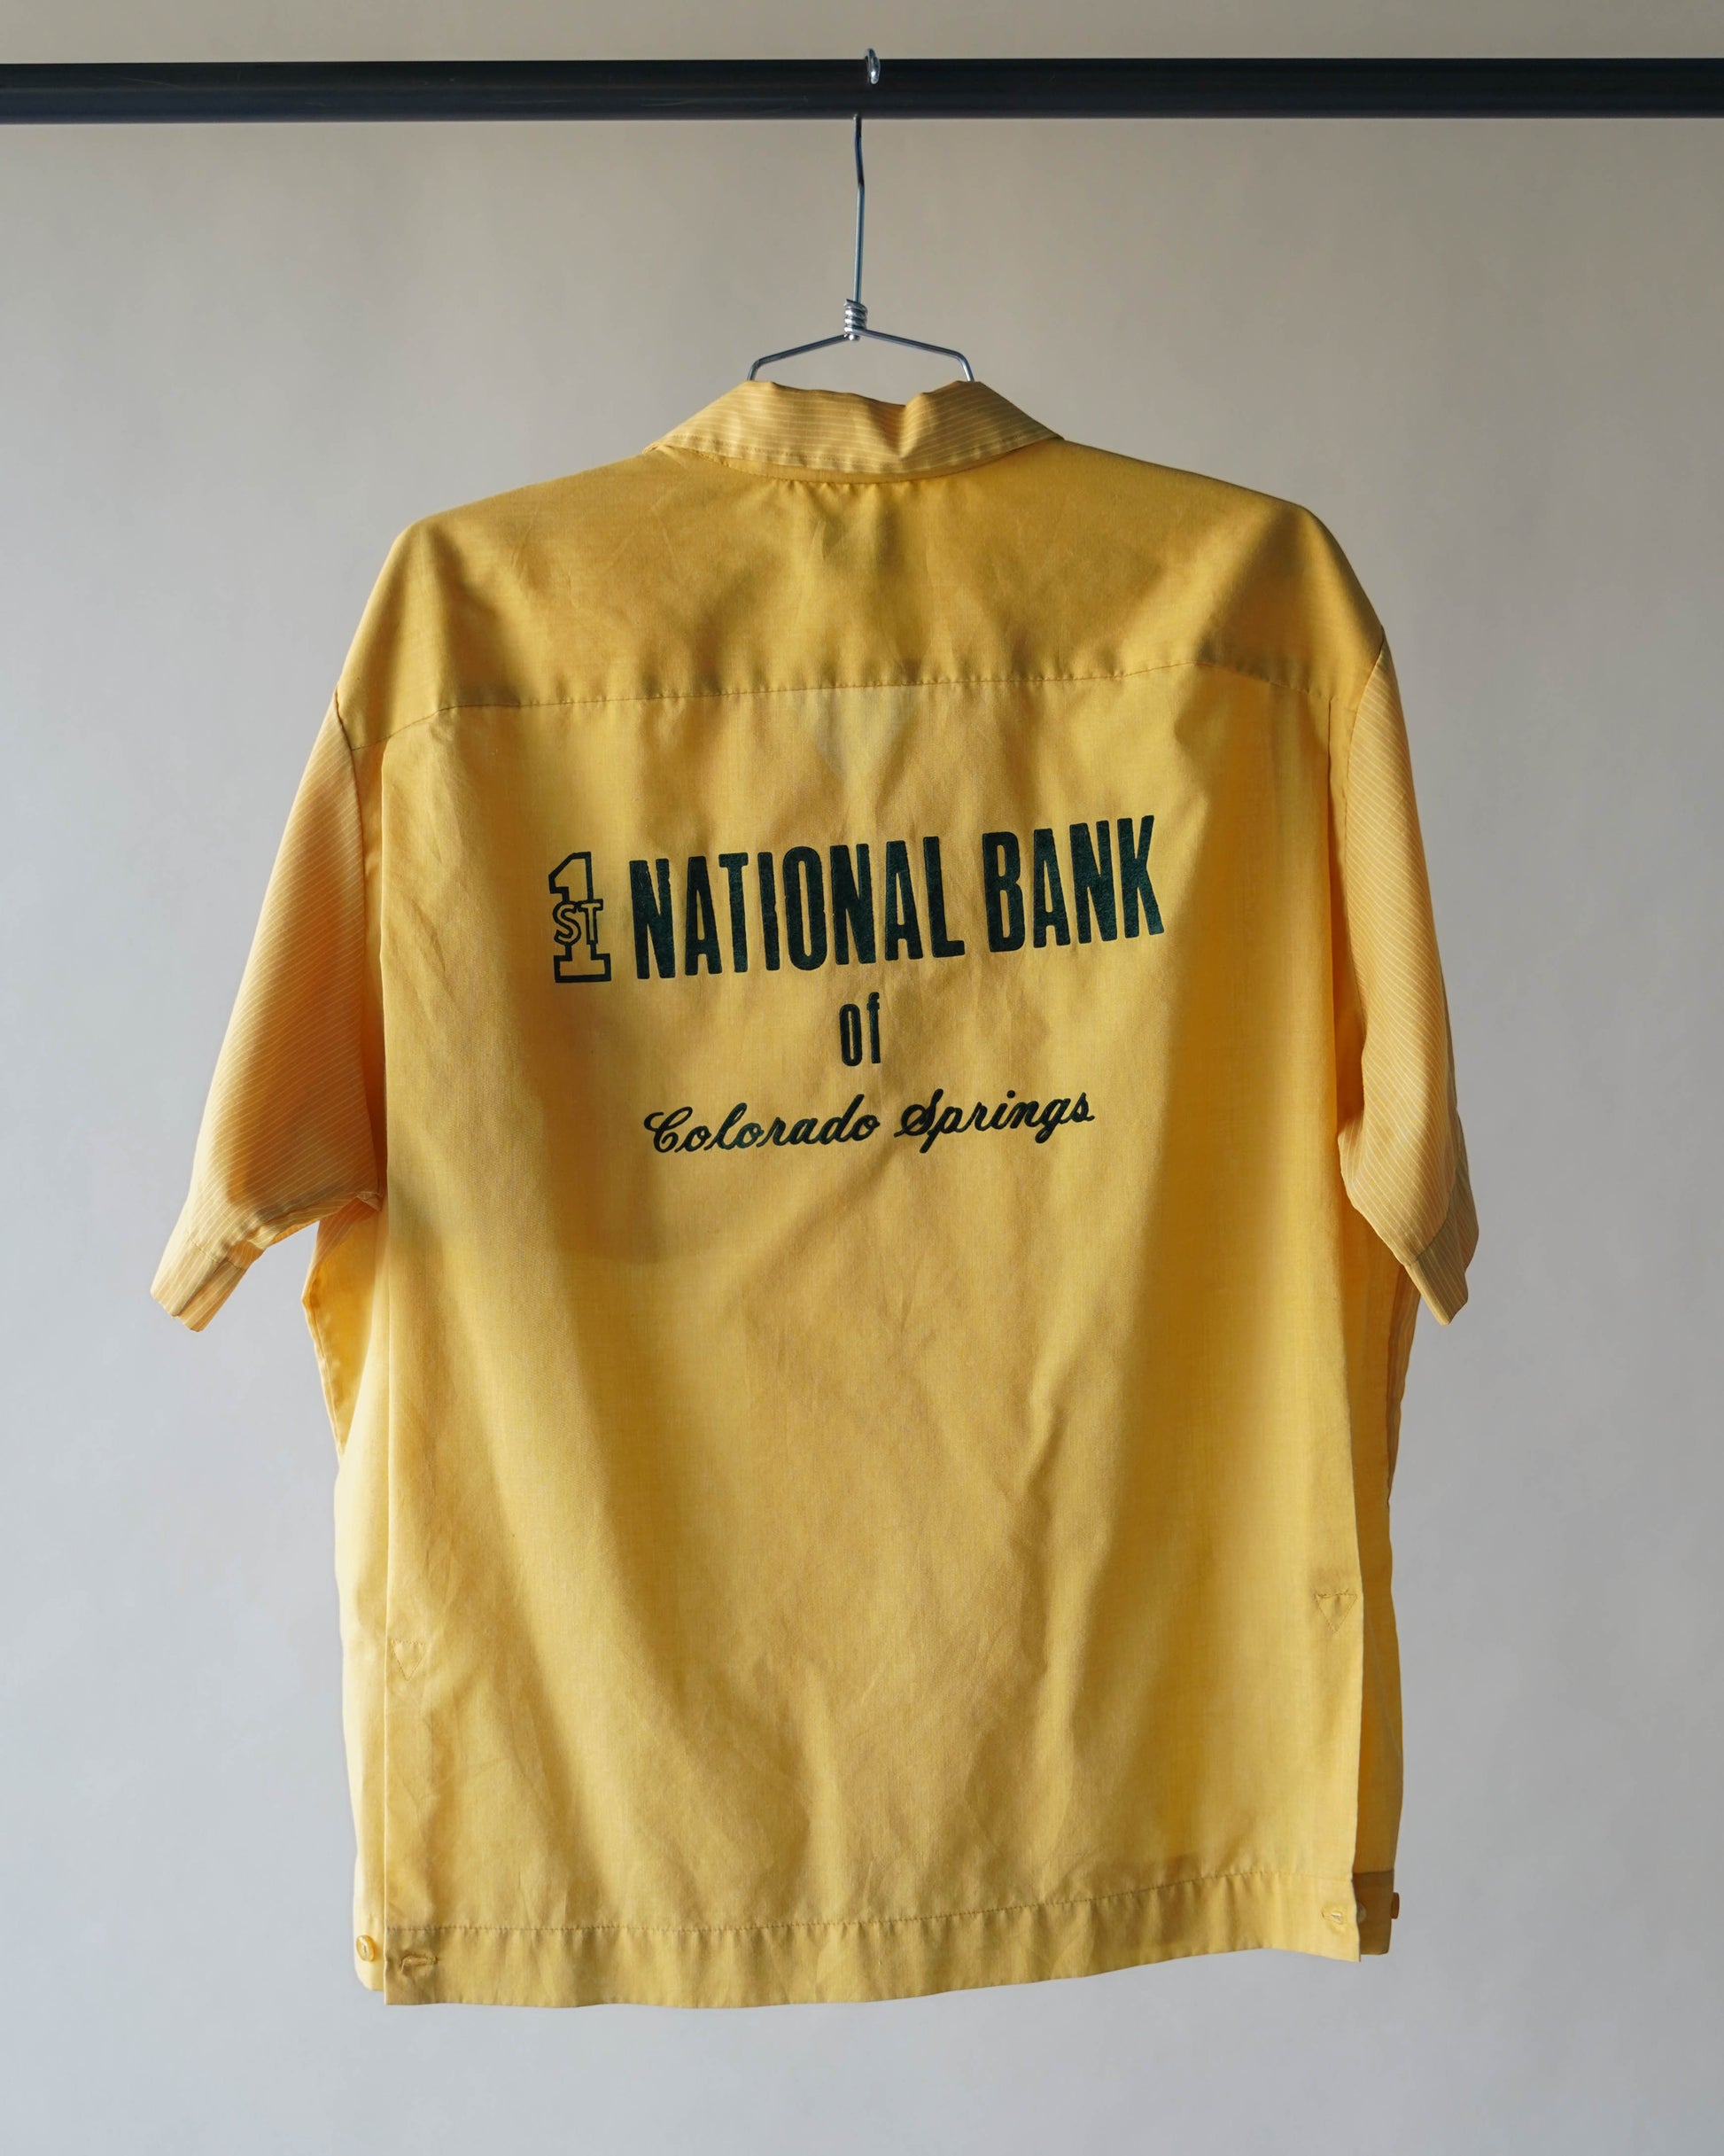 1ST NATIONAL BANK
of
Colorado Springs